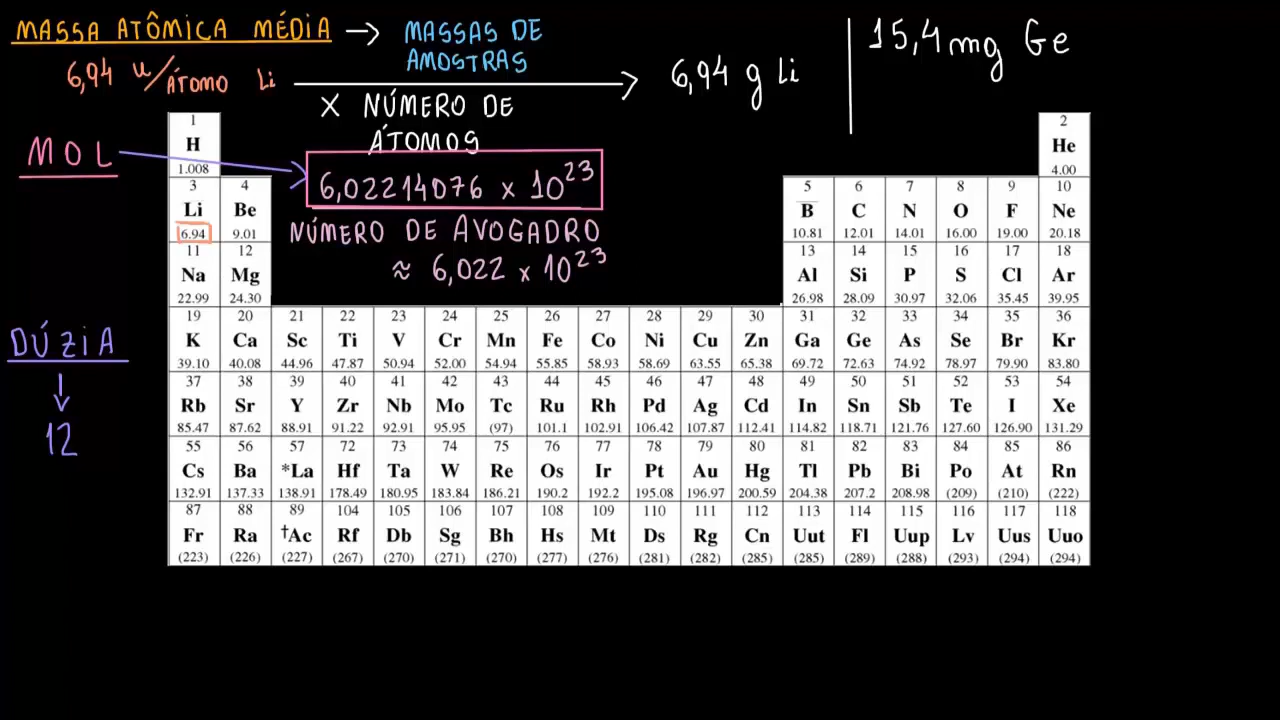 MASSA ATÔMICA MÉDIA → MASSAS DE AMOSTRAS
6,94 u/ÁTOMO Li → 6,94 g Li
X NÚMERO DE ÁTOMOS
15,4 mg Ge
MOL
6,02214076 x 10²³
NÚMERO DE AVOGADRO
≈ 6,022 x 10²³
DÚZIA
↓
12
1 2
H He
1.008 4.00
3 4 5 6 7 8 9 10
Li Be B C N O F Ne
6.94 9.01 10.81 12.01 14.01 16.00 19.00 20.18
11 12 13 14 15 16 17 18
Na Mg Al Si P S Cl Ar
22.99 24.30 26.98 28.09 30.97 32.06 35.45 39.95
19 20 21 22 23 24 25 26 27 28 29 30 31 32 33 34 35 36
K Ca Sc Ti V Cr Mn Fe Co Ni Cu Zn Ga Ge As Se Br Kr
39.10 40.08 44.96 47.87 50.94 52.00 54.94 55.85 58.93 58.69 63.55 65.38 69.72 72.63 74.92 78.97 79.90 83.80
37 38 39 40 41 42 43 44 45 46 47 48 49 50 51 52 53 54
Rb Sr Y Zr Nb Mo Tc Ru Rh Pd Ag Cd In Sn Sb Te I Xe
85.47 87.62 88.91 91.22 92.91 95.95 (97) 101.1 102.91 106.42 107.87 112.41 114.82 118.71 121.76 127.60 126.90 131.29
55 56 57 72 73 74 75 76 77 78 79 80 81 82 83 84 85 86
Cs Ba *La Hf Ta W Re Os Ir Pt Au Hg Tl Pb Bi Po At Rn
132.91 137.33 138.91 178.49 180.95 183.84 186.21 190.2 192.2 195.08 196.97 200.59 204.38 207.2 208.98 (209) (210) (222)
87 88 89 104 105 106 107 108 109 110 111 112 113 114 115 116 117 118
Fr Ra †Ac Rf Db Sg Bh Hs Mt Ds Rg Cn Uut Fl Uup Lv Uus Uuo
(223) (226) (227) (267) (270) (271) (270) (277) (276) (281) (282) (285) (285) (289) (288) (293) (294) (294)